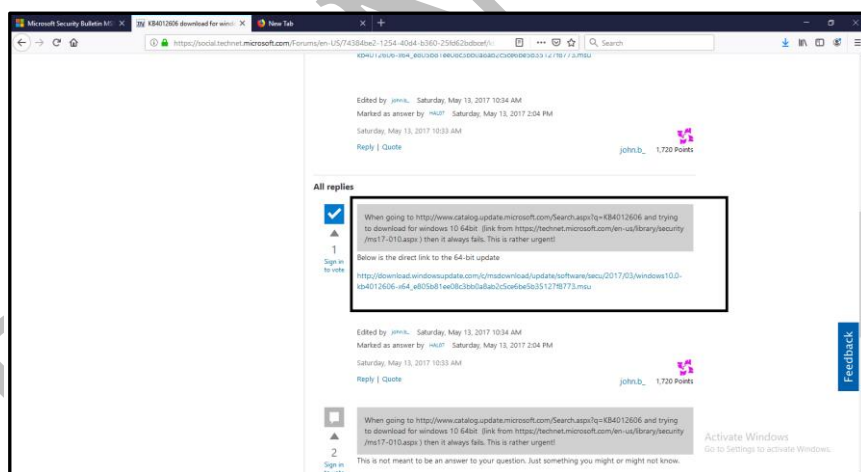 Microsoft Security Bulletin MS
KB4012606 download for windo
New Tab
https://social.technet.microsoft.com/Forums/en-US/74384be2-1254-40d4-b360-25fd62bdbcef/
Search
Edited by john.b_ Saturday, May 13, 2017 10:34 AM
Marked as answer by Saturday, May 13, 2017 2:04 PM
Saturday, May 13, 2017 10:33 AM
Reply | Quote
john.b_ 1,720 Points
All replies
1
Sign in
to vote
When going to http://www.catalog.update.microsoft.com/Search.aspx?q=KB4012606 and trying
to download for windows 10 64bit (link from https://technet.microsoft.com/en-us/library/security
/ms17-010.aspx ) then it always fails. This is rather urgent!
Below is the direct link to the 64-bit update
http://download.windowsupdate.com/c/msdownload/update/software/secu/2017/03/windows10.0-
kb4012606-x64_e805b81ee08c3bb0a8ab2c5ce6be5b35127f8773.msu
Edited by john.b_ Saturday, May 13, 2017 10:34 AM
Marked as answer by Saturday, May 13, 2017 2:04 PM
Saturday, May 13, 2017 10:33 AM
Reply | Quote
john.b_ 1,720 Points
Feedback
2
Sign in
When going to http://www.catalog.update.microsoft.com/Search.aspx?q=KB4012606 and trying
to download for windows 10 64bit (link from https://technet.microsoft.com/en-us/library/security
/ms17-010.aspx ) then it always fails. This is rather urgent!
This is not meant to be an answer to your question. Just something you might or might not know.
Activate Windows
Go to Settings to activate Windows.